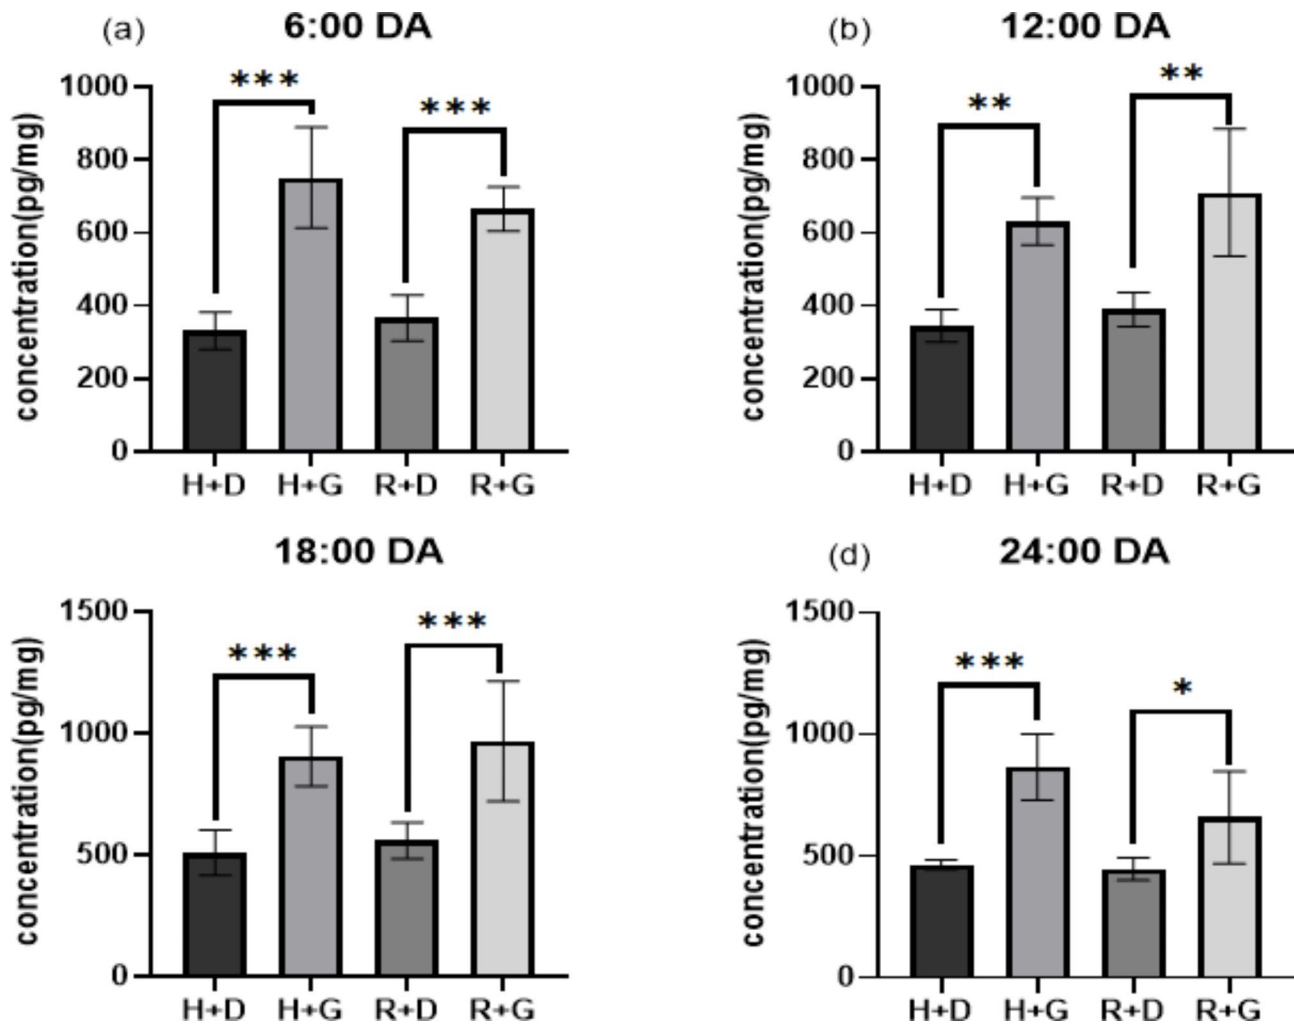 (a) 6:00 DA
***
***
concentration(pg/mg)
1000
800
600
400
200
0
H+D H+G R+D R+G
(b) 12:00 DA
**
**
concentration(pg/mg)
1000
800
600
400
200
0
H+D H+G R+D R+G
18:00 DA
***
***
concentration(pg/mg)
1500
1000
500
0
H+D H+G R+D R+G
(d) 24:00 DA
***
*
concentration(pg/mg)
1500
1000
500
0
H+D H+G R+D R+G